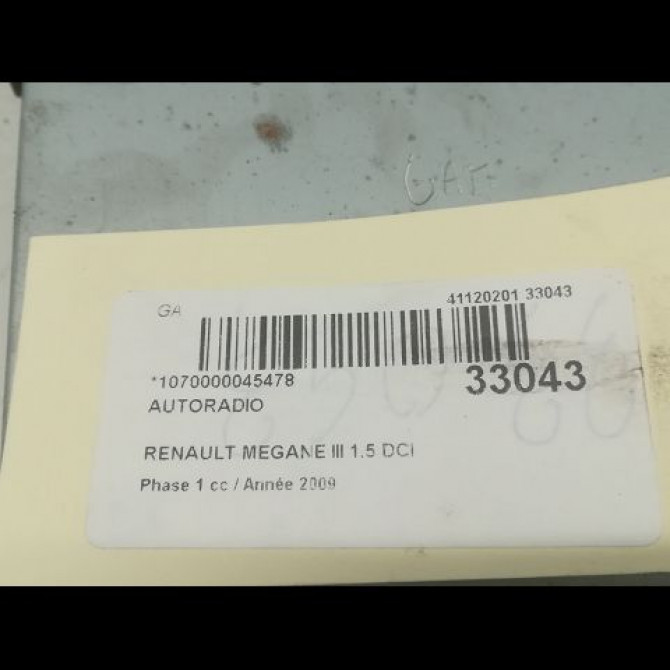 GA
41120201 33043
*1070000045478
33043
AUTORADIO
RENAULT MEGANE III 1.5 DCI
Phase 1 cc / Année 2009